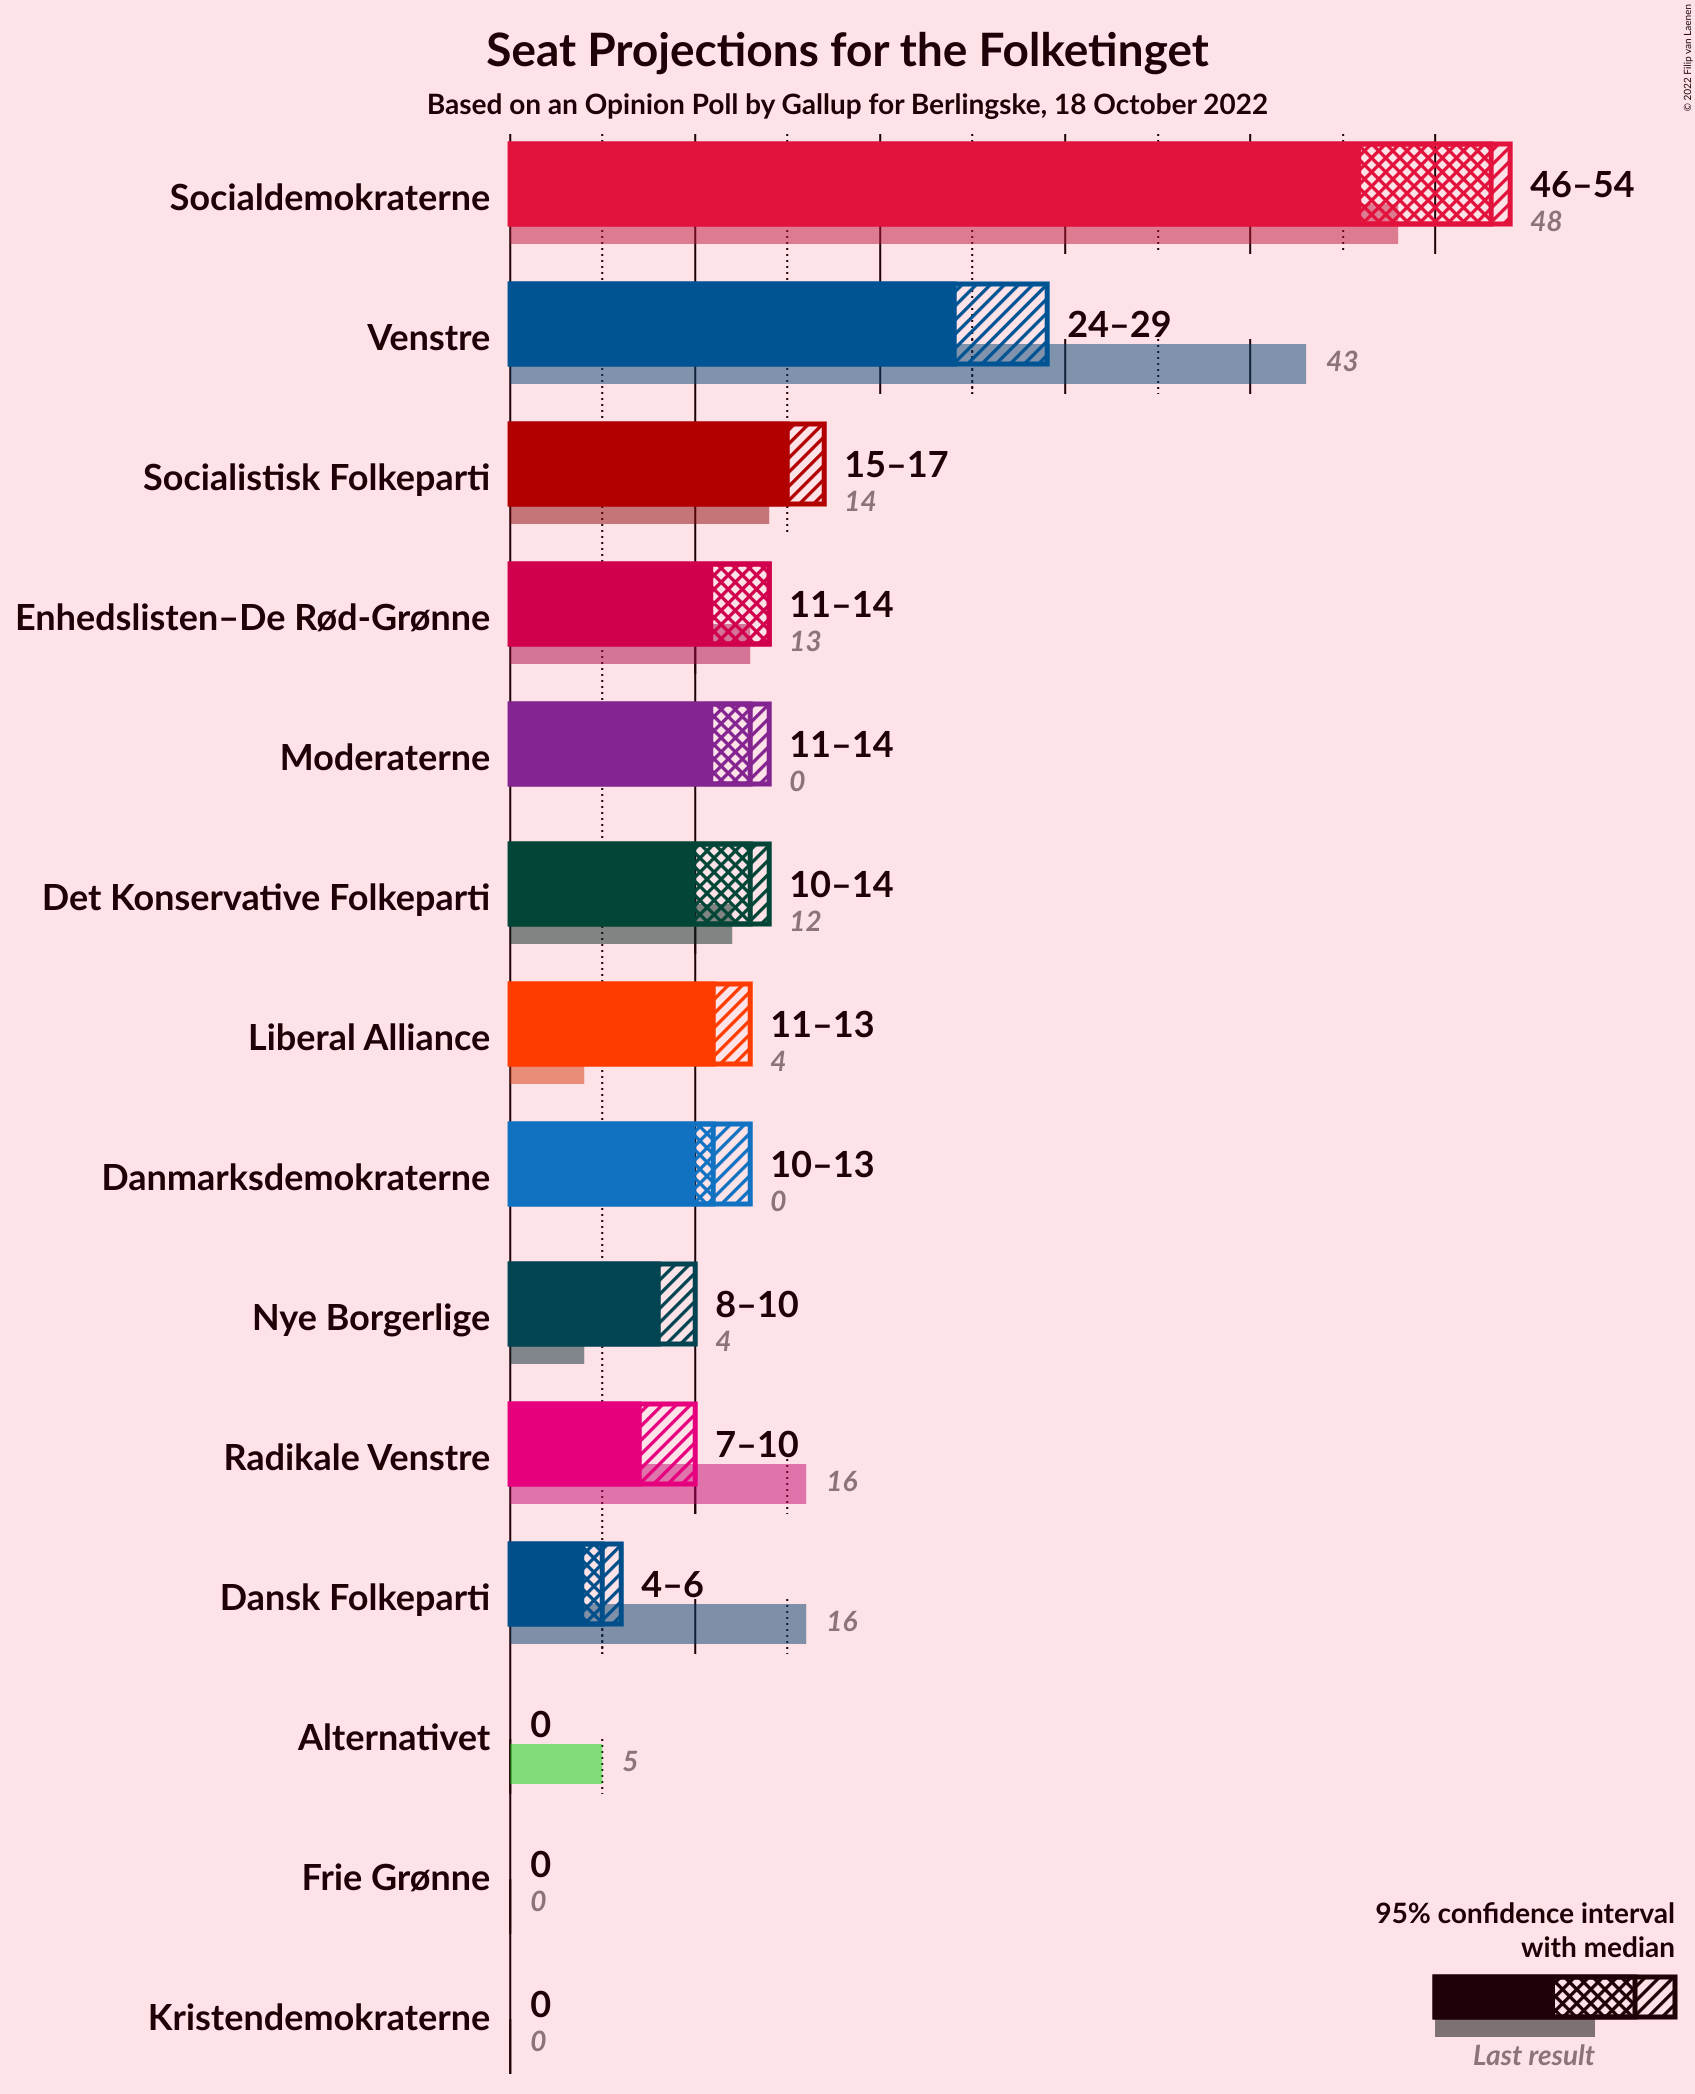 Seat Projections for the Folketinget
Based on an Opinion Poll by Gallup for Berlingske, 18 October 2022
© 2022 Filip van Laenen
Socialdemokraterne
46–54
48
Venstre
24–29
43
Socialistisk Folkeparti
15–17
14
Enhedslisten–De Rød-Grønne
11–14
13
Moderaterne
11–14
0
Det Konservative Folkeparti
10–14
12
Liberal Alliance
11–13
4
Danmarksdemokraterne
10–13
0
Nye Borgerlige
8–10
4
Radikale Venstre
7–10
16
Dansk Folkeparti
4–6
16
Alternativet
0
5
Frie Grønne
0
0
Kristendemokraterne
0
0
95% confidence interval
with median
Last result